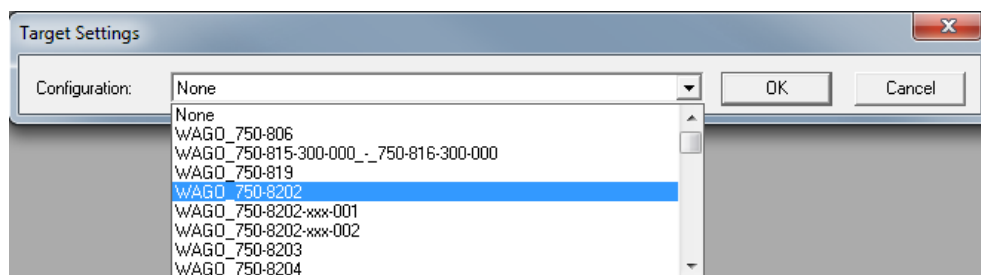 Target Settings
Configuration: None OK Cancel
None
WAGO_750-806
WAGO_750-815-300-000_-_750-816-300-000
WAGO_750-819
WAGO_750-8202
WAGO_750-8202-xxx-001
WAGO_750-8202-xxx-002
WAGO_750-8203
WAGO_750-8204